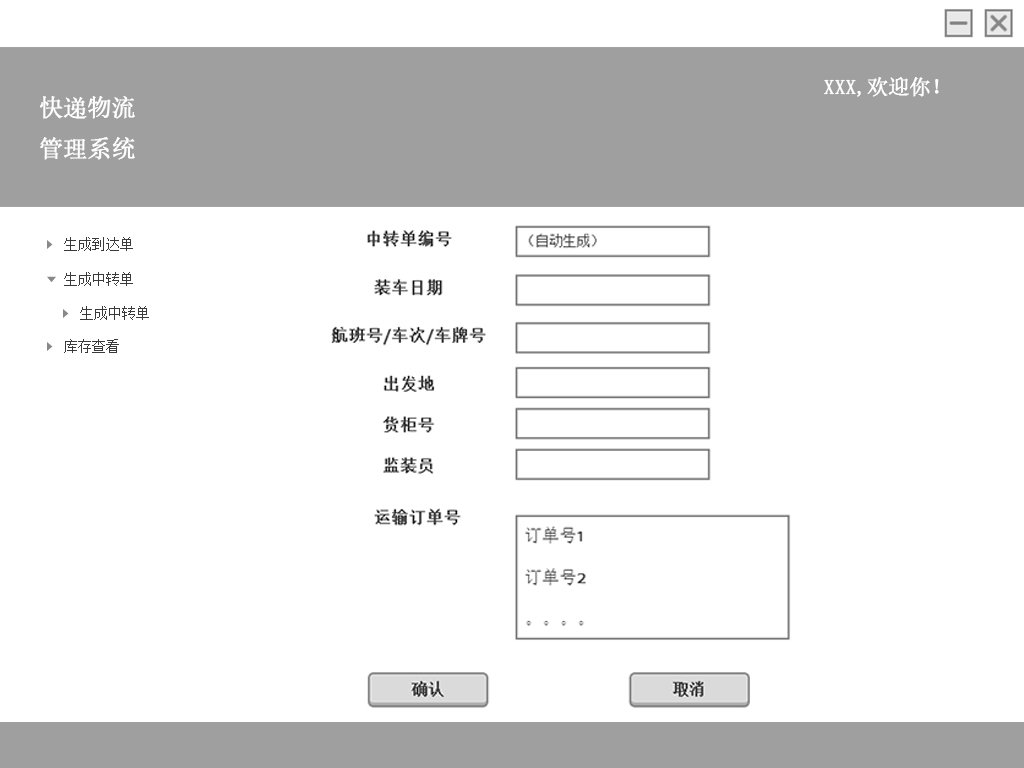 XXX,欢迎你!
快递物流
管理系统
生成到达单
生成中转单
生成中转单
库存查看
中转单编号
（自动生成）
装车日期
航班号/车次/车牌号
出发地
货柜号
监装员
运输订单号
订单号1
订单号2
。。。。
确认
取消